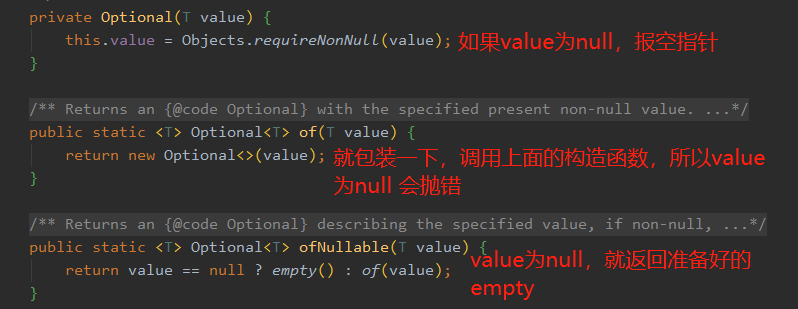 private Optional(T value) {
this.value = Objects.requireNonNull(value); 如果value为null，报空指针
}
/** Returns an {@code Optional} with the specified present non-null value. ...*/
public static <T> Optional<T> of(T value) {
return new Optional<>(value); 就包装一下，调用上面的构造函数，所以value
} 为null 会抛错
/** Returns an {@code Optional} describing the specified value, if non-null, ...*/
public static <T> Optional<T> ofNullable(T value) {
return value == null ? empty() : of(value); value为null，就返回准备好的
} empty